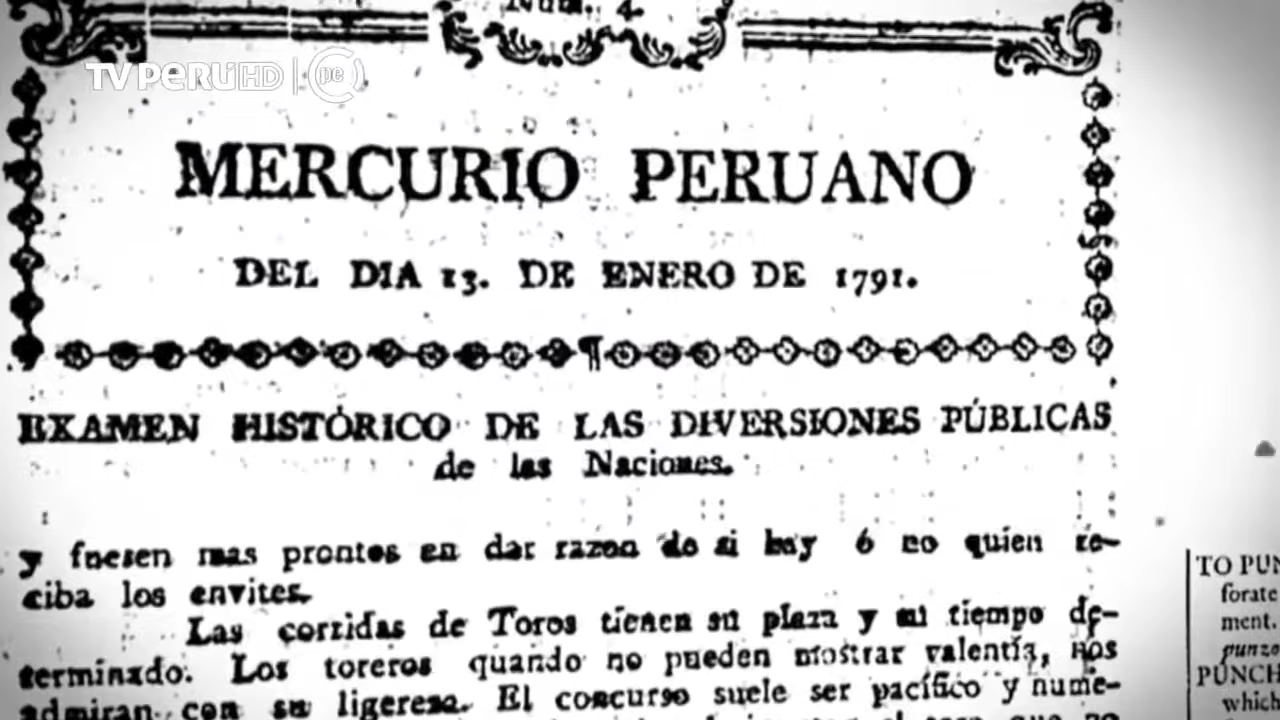 Núm. 4.
TVPERÚHD | pe
MERCURIO PERUANO
DEL DIA 13. DE ENERO DE 1791.
EXAMEN HISTÓRICO DE LAS DIVERSIONES PÚBLICAS
de las Naciones.
y fuesen mas prontos en dar razon de si hay ó no quien re-
ciba los envites.
Las corridas de Toros tienen su plaza y su tiempo de-
terminado. Los toreros quando no pueden mostrar valentía, nos
admiran con su ligereza. El concurso suele ser pacífico y nume-
TO PUN
forate
ment.
punzo
PUNCH
which